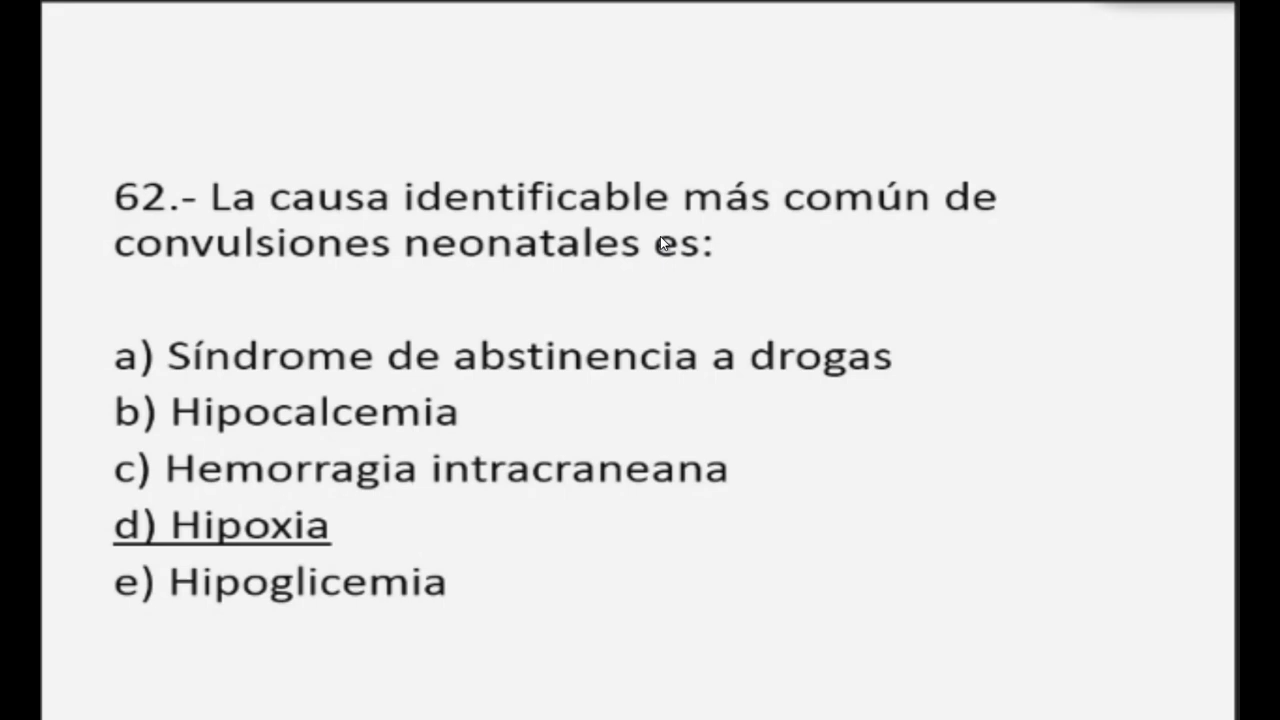 62.- La causa identificable más común de
convulsiones neonatales es:
a) Síndrome de abstinencia a drogas
b) Hipocalcemia
c) Hemorragia intracraneana
d) Hipoxia
e) Hipoglicemia